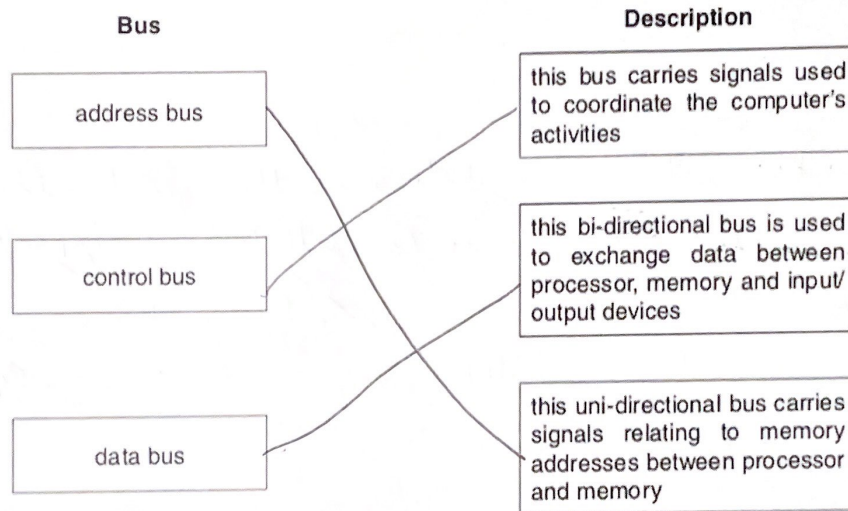 Bus
Description
address bus
this bus carries signals used
to coordinate the computer's
activities
control bus
this bi-directional bus is used
to exchange data between
processor, memory and input/
output devices
data bus
this uni-directional bus carries
signals relating to memory
addresses between processor
and memory